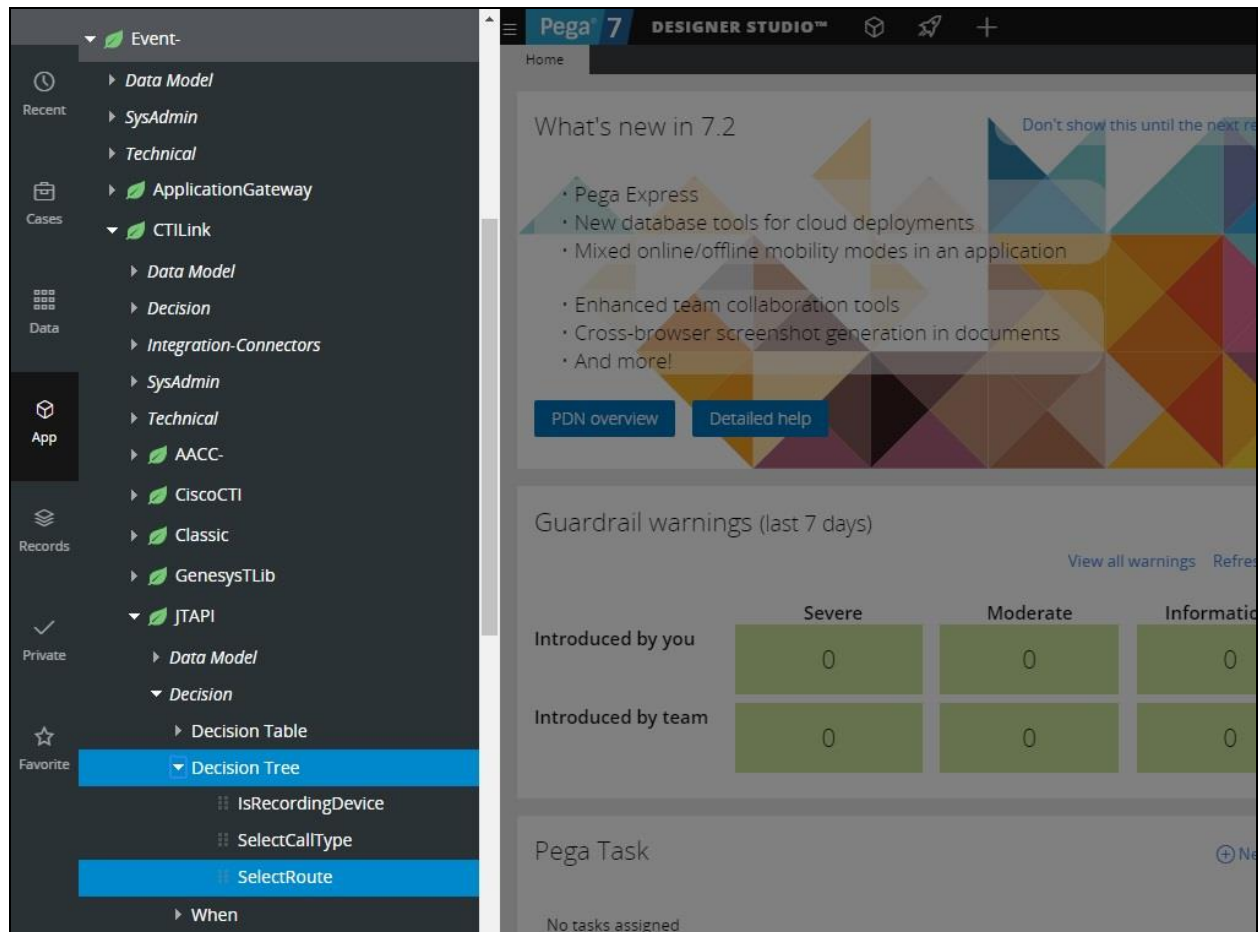 Event-
Data Model
SysAdmin
Technical
ApplicationGateway
CTILink
Data Model
Decision
Integration-Connectors
SysAdmin
Technical
AACC-
CiscoCTI
Classic
GenesysTLib
JTAPI
Data Model
Decision
Decision Table
Decision Tree
IsRecordingDevice
SelectCallType
SelectRoute
When
Recent
Cases
Data
App
Records
Private
Favorite
Pega® 7 DESIGNER STUDIO™
Home
What's new in 7.2
Don't show this until the next re
• Pega Express
• New database tools for cloud deployments
• Mixed online/offline mobility modes in an application
• Enhanced team collaboration tools
• Cross-browser screenshot generation in documents
• And more!
PDN overview Detailed help
Guardrail warnings (last 7 days)
View all warnings Refres
Severe Moderate Informatio
Introduced by you 0 0 0
Introduced by team 0 0 0
Pega Task
Ne
No tasks assigned